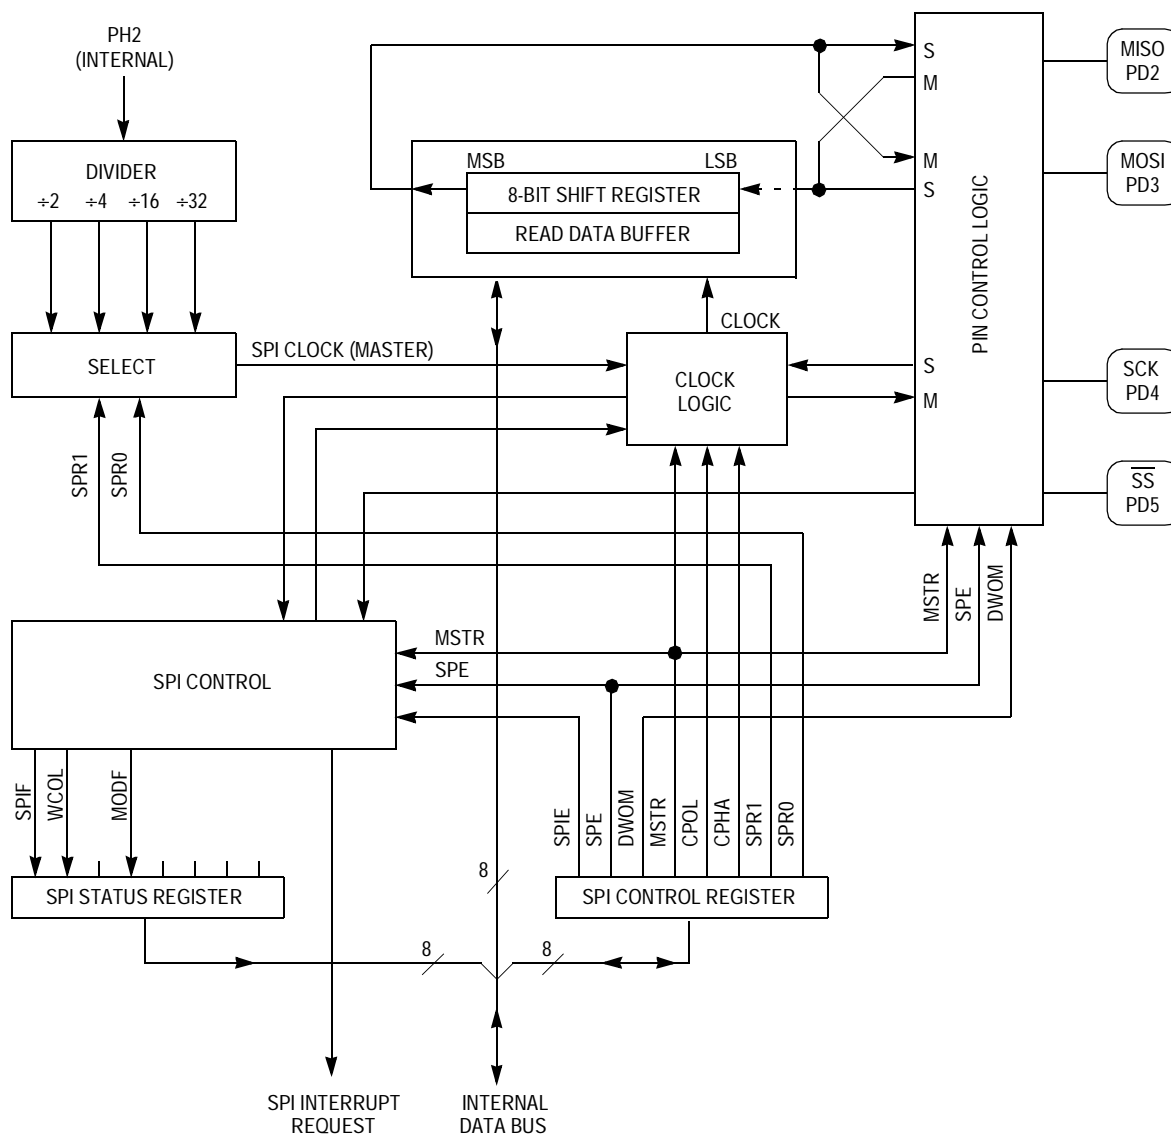 PH2
(INTERNAL)
DIVIDER
÷2 ÷4 ÷16 ÷32
SELECT
SPI CLOCK (MASTER)
SPR1
SPR0
MSB LSB
8-BIT SHIFT REGISTER
READ DATA BUFFER
CLOCK
CLOCK
LOGIC
S
M
M
S
S
M
PIN CONTROL LOGIC
MISO
PD2
MOSI
PD3
SCK
PD4
SS
PD5
MSTR
SPE
DWOM
MSTR
SPE
SPI CONTROL
SPIF
WCOL
MODF
SPIE
SPE
DWOM
MSTR
CPOL
CPHA
SPR1
SPR0
SPI STATUS REGISTER
8
SPI CONTROL REGISTER
8
8
SPI INTERRUPT
REQUEST
INTERNAL
DATA BUS